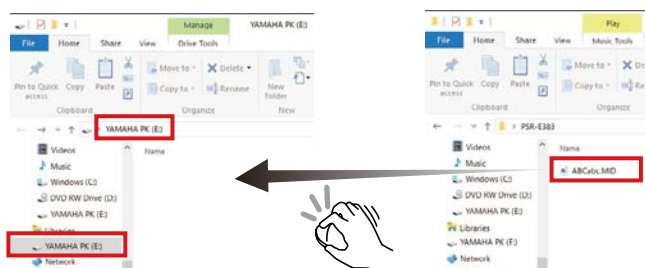 Manage
YAMAHA PK (E:)
File
Home
Share
View
Drive Tools
Pin to Quick access
Copy
Paste
Move to
Copy to
Delete
Rename
New folder
Clipboard
Organize
New
YAMAHA PK (E:)
Videos
Music
Windows (C:)
DVD RW Drive (D:)
YAMAHA PK (E:)
Libraries
YAMAHA PK (E:)
Network
Name
Play
File
Home
Share
View
Music Tools
Pin to Quick access
Copy
Paste
Move to
Copy to
Clipboard
Organize
PSR-E383
Videos
Music
Windows (C:)
DVD RW Drive (D:)
YAMAHA PK (E:)
Libraries
YAMAHA PK (E:)
Network
Name
ABCabc.MID